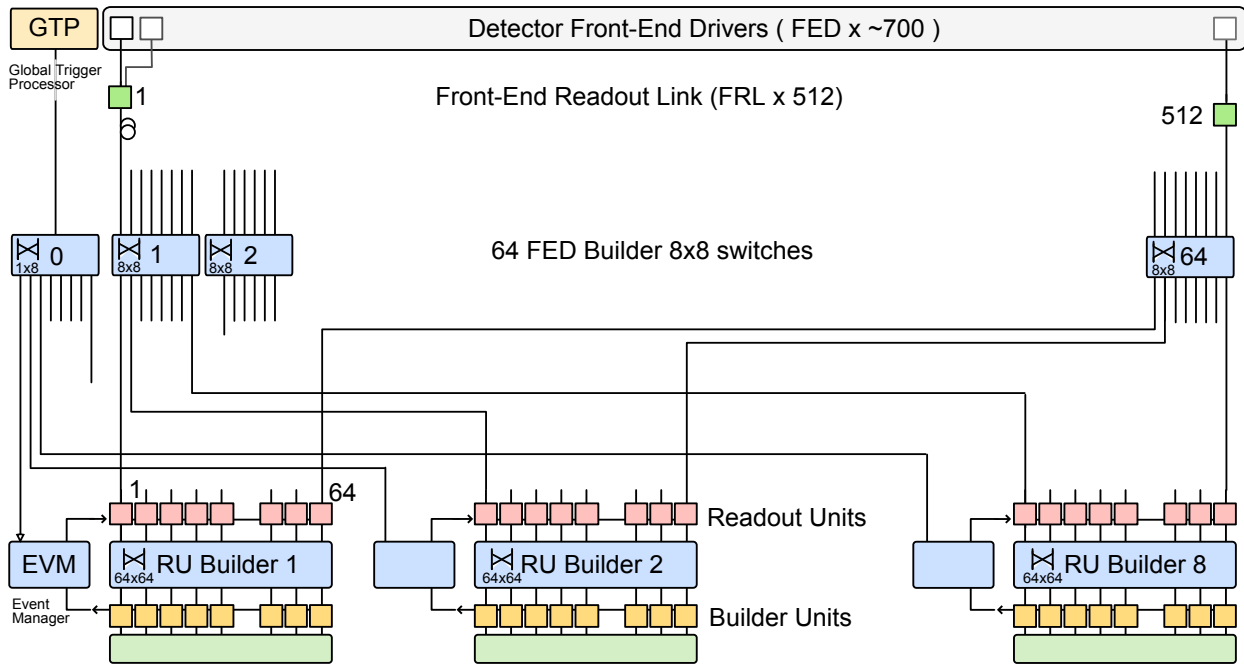 GTP
Detector Front-End Drivers ( FED x ~700 )
Global Trigger
Processor
1
Front-End Readout Link (FRL x 512)
512
0
1x8
1
8x8
2
8x8
64 FED Builder 8x8 switches
64
8x8
1
64
Readout Units
EVM
RU Builder 1
64x64
RU Builder 2
64x64
RU Builder 8
64x64
Event
Manager
Builder Units